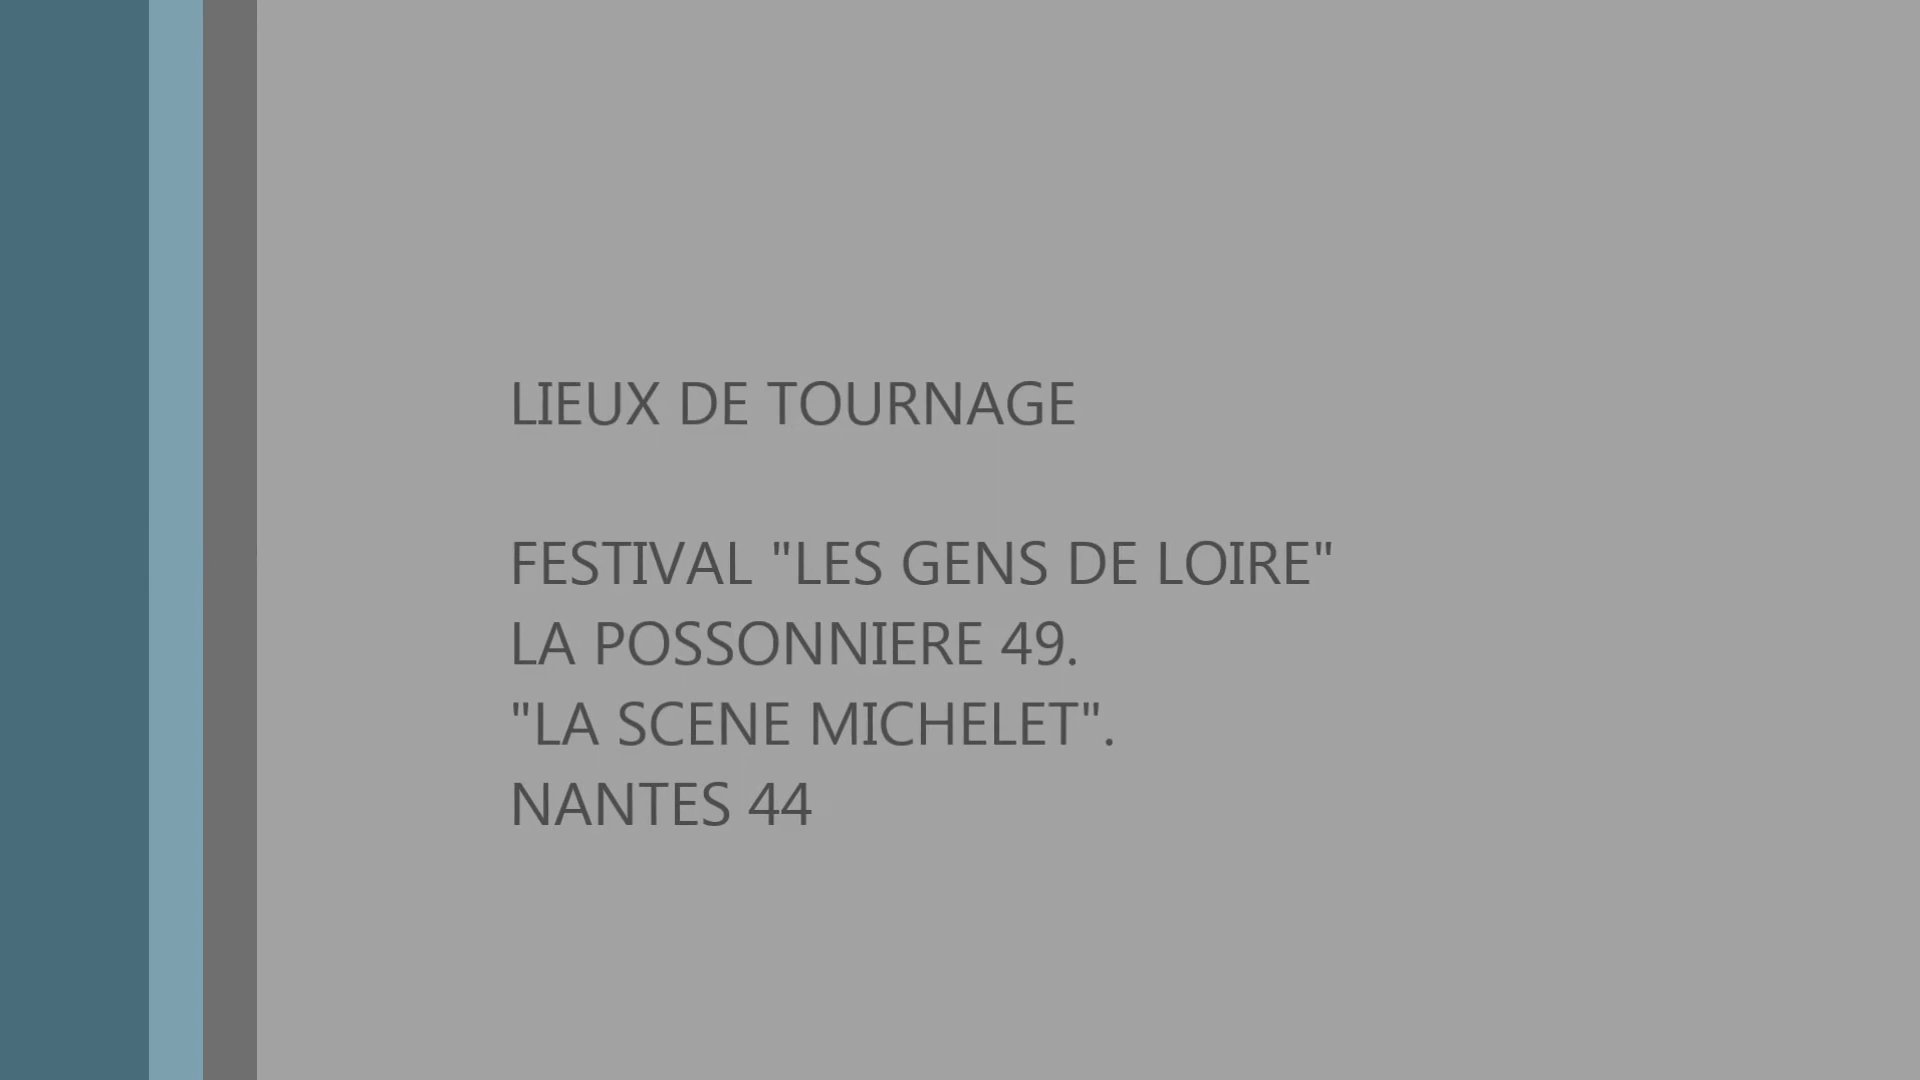 LIEUX DE TOURNAGE
FESTIVAL "LES GENS DE LOIRE"
LA POSSONNIERE 49.
"LA SCENE MICHELET".
NANTES 44